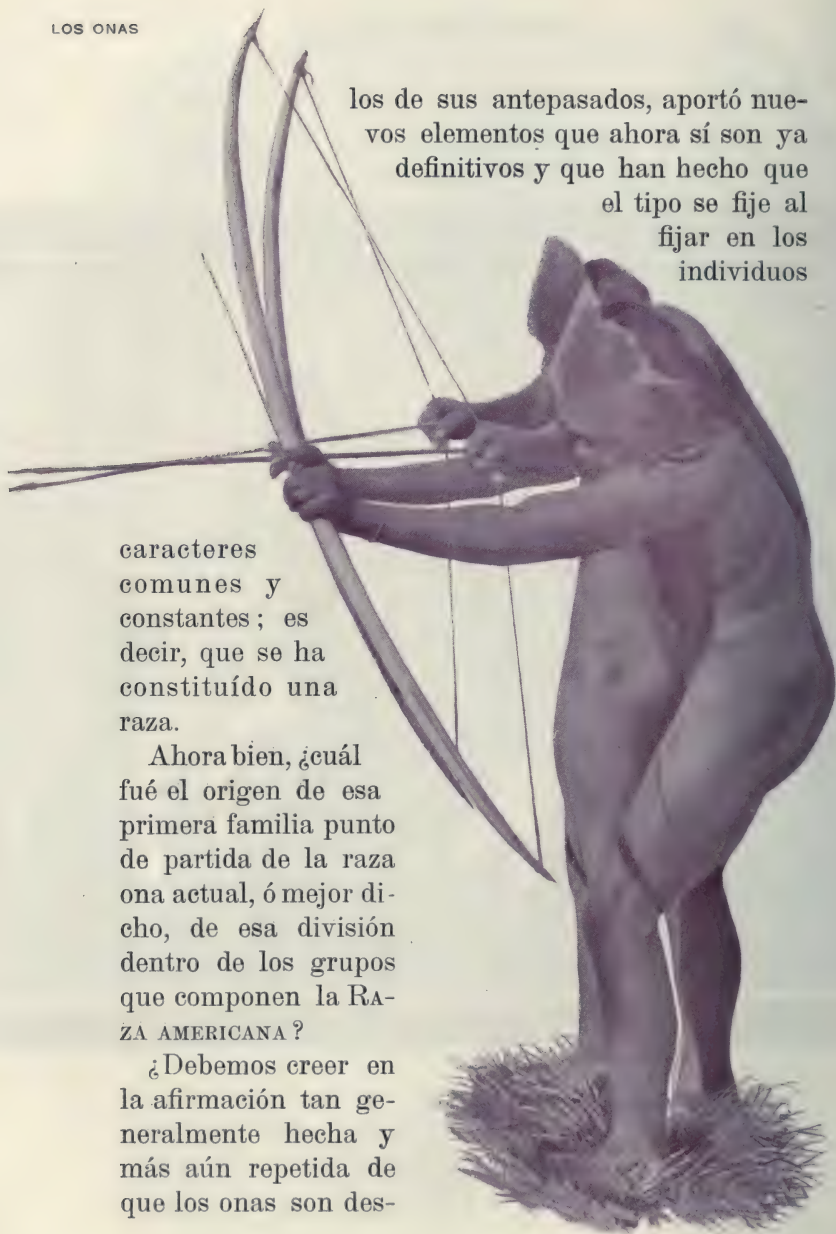 LOS ONAS
los de sus antepasados, aportó nue-
vos elementos que ahora sí son ya
definitivos y que han hecho que
el tipo se fije al
fijar en los
individuos
caracteres
comunes y
constantes; es
decir, que se ha
constituído una
raza.
Ahora bien, ¿cuál
fué el origen de esa
primera familia punto
de partida de la raza
ona actual, ó mejor di-
cho, de esa división
dentro de los grupos
que componen la RA-
ZA AMERICANA?
¿Debemos creer en
la afirmación tan ge-
neralmente hecha y
más aún repetida de
que los onas son des-